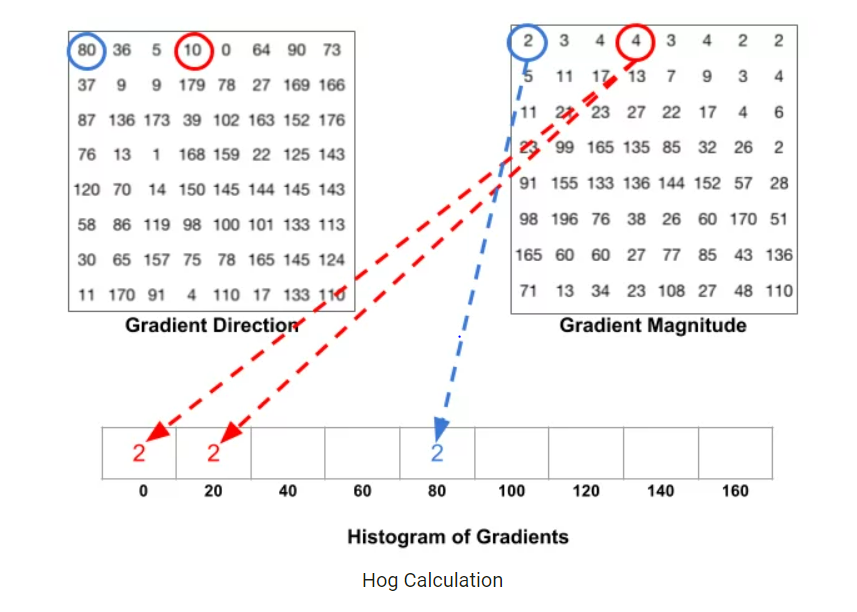 80 36 5 10 0 64 90 73
37 9 9 179 78 27 169 166
87 136 173 39 102 163 152 176
76 13 1 168 159 22 125 143
120 70 14 150 145 144 145 143
58 86 119 98 100 101 133 113
30 65 157 75 78 165 145 124
11 170 91 4 110 17 133 110
Gradient Direction
2 3 4 4 3 4 2 2
5 11 17 13 7 9 3 4
11 21 23 27 22 17 4 6
23 99 165 135 85 32 26 2
91 155 133 136 144 152 57 28
98 196 76 38 26 60 170 51
165 60 60 27 77 85 43 136
71 13 34 23 108 27 48 110
Gradient Magnitude
2 2 2
0 20 40 60 80 100 120 140 160
Histogram of Gradients
Hog Calculation